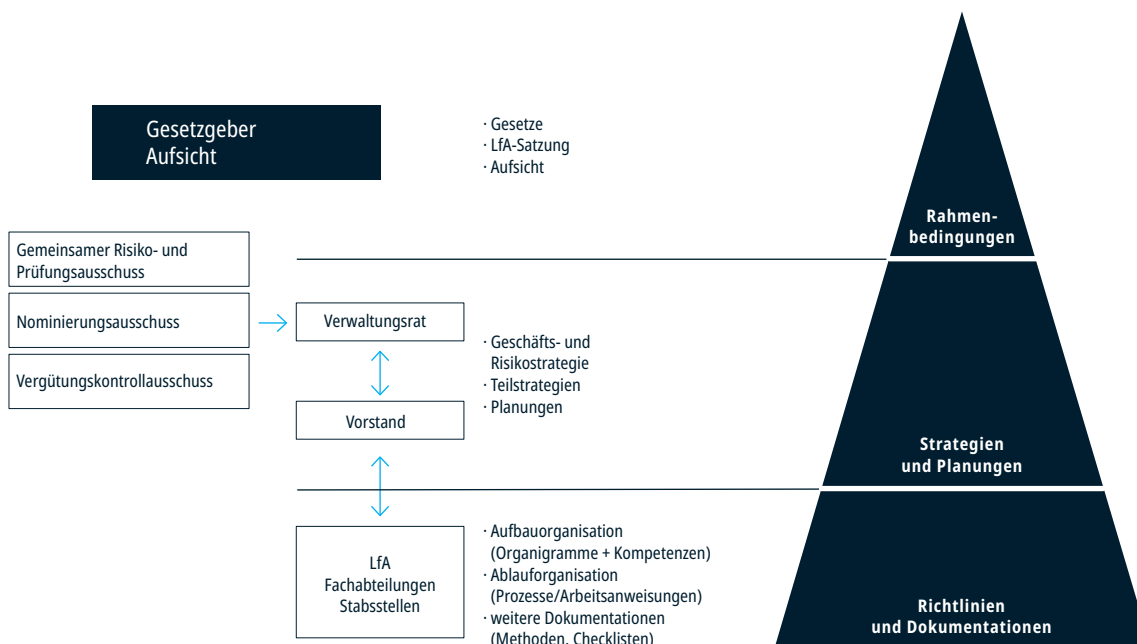 Gesetzgeber
Aufsicht
· Gesetze
· LfA-Satzung
· Aufsicht
Rahmen-
bedingungen
Gemeinsamer Risiko- und
Prüfungsausschuss
Nominierungsausschuss
Vergütungskontrollausschuss
Verwaltungsrat
Vorstand
· Geschäfts- und
Risikostrategie
· Teilstrategien
· Planungen
Strategien
und Planungen
LfA
Fachabteilungen
Stabsstellen
· Aufbauorganisation
(Organigramme + Kompetenzen)
· Ablauforganisation
(Prozesse/Arbeitsanweisungen)
· weitere Dokumentationen
(Methoden, Checklisten)
Richtlinien
und Dokumentationen